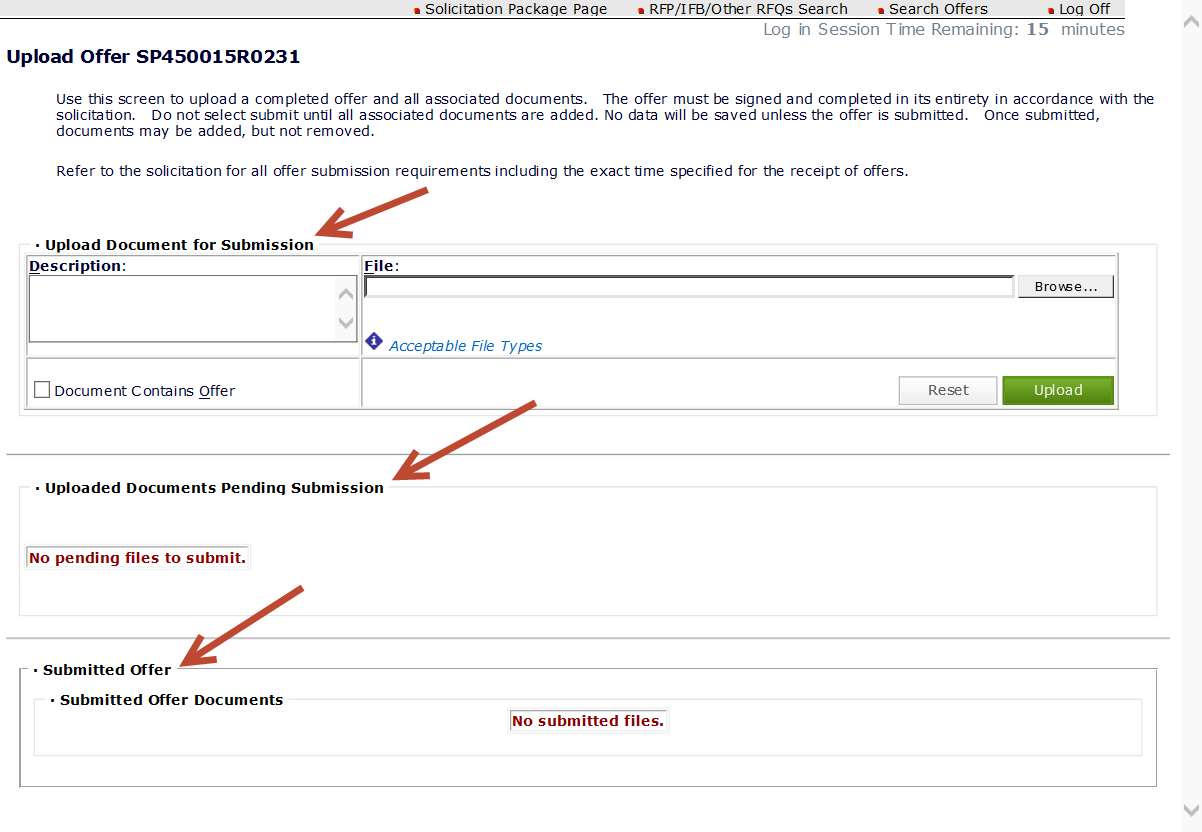 Solicitation Package Page RFP/IFB/Other RFQs Search Search Offers Log Off
Log in Session Time Remaining: 15 minutes
Upload Offer SP450015R0231
Use this screen to upload a completed offer and all associated documents. The offer must be signed and completed in its entirety in accordance with the
solicitation. Do not select submit until all associated documents are added. No data will be saved unless the offer is submitted. Once submitted,
documents may be added, but not removed.
Refer to the solicitation for all offer submission requirements including the exact time specified for the receipt of offers.
· Upload Document for Submission
Description: File:
Browse...
i
Acceptable File Types
Document Contains Offer Reset Upload
· Uploaded Documents Pending Submission
No pending files to submit.
· Submitted Offer
· Submitted Offer Documents
No submitted files.